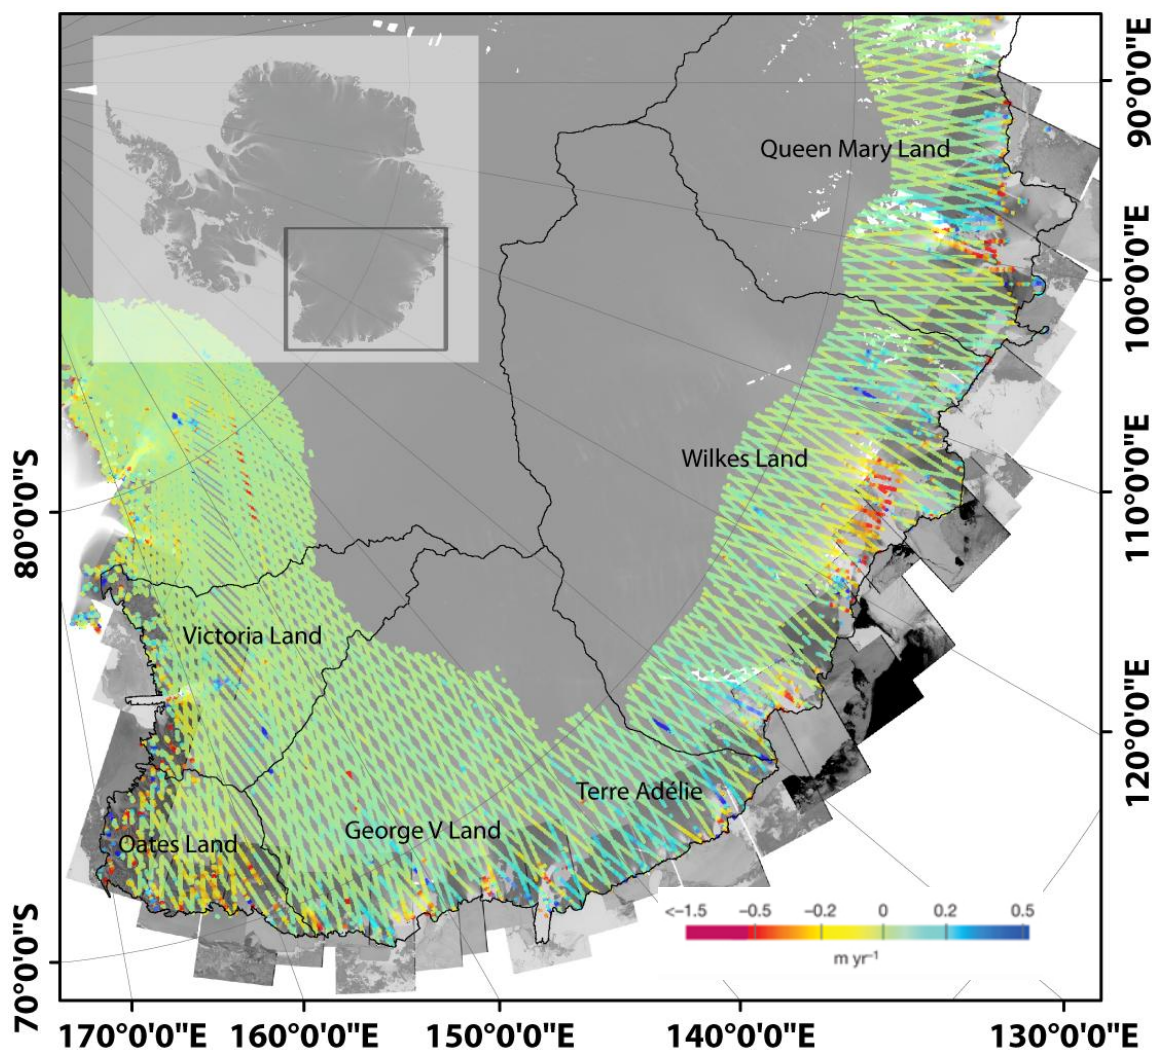 Queen Mary Land
Wilkes Land
Victoria Land
Terre Adélie
George V Land
Oates Land
<−1.5 −0.5 −0.2 0 0.2 0.5
m yr⁻¹
90°0'0"E
100°0'0"E
110°0'0"E
120°0'0"E
80°0'0"S
70°0'0"S
170°0'0"E 160°0'0"E 150°0'0"E 140°0'0"E 130°0'0"E